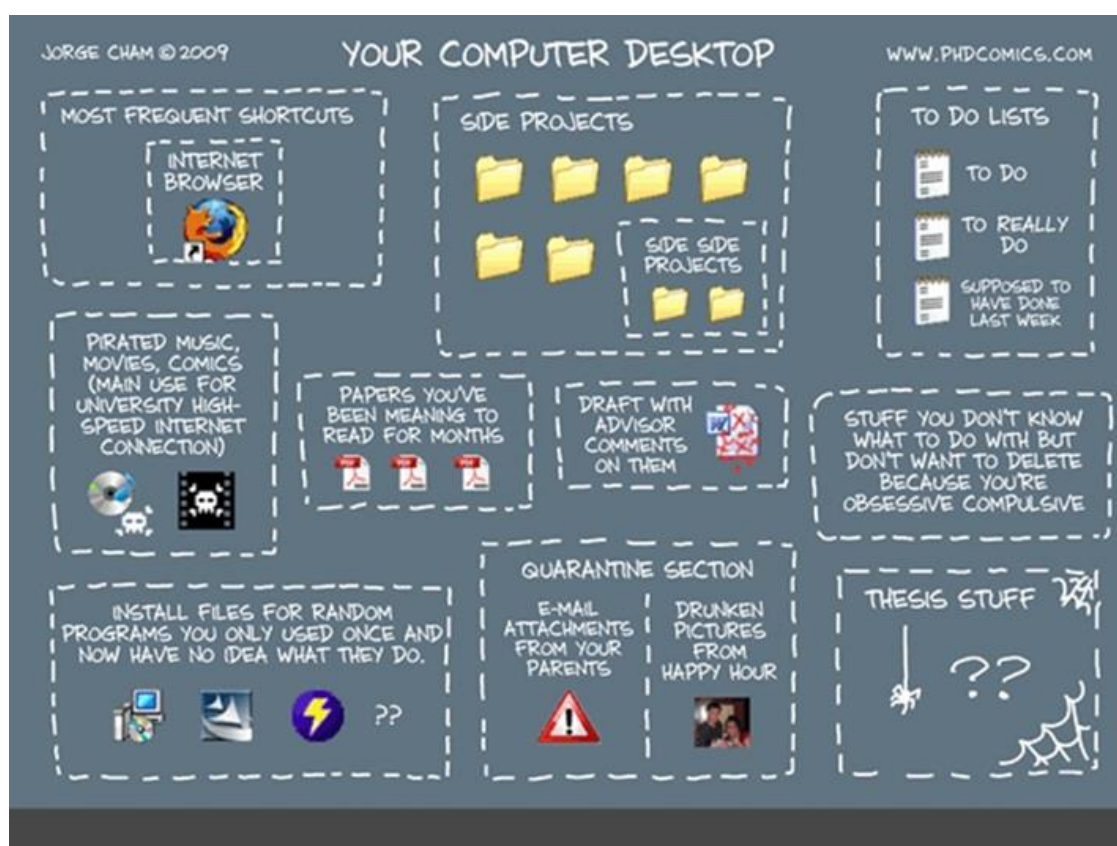 JORGE CHAM © 2009
YOUR COMPUTER DESKTOP
WWW.PHDCOMICS.COM
MOST FREQUENT SHORTCUTS
INTERNET
BROWSER
SIDE PROJECTS
SIDE SIDE
PROJECTS
TO DO LISTS
TO DO
TO REALLY
DO
SUPPOSED TO
HAVE DONE
LAST WEEK
PIRATED MUSIC,
MOVIES, COMICS
(MAIN USE FOR
UNIVERSITY HIGH-
SPEED INTERNET
CONNECTION)
PAPERS YOU'VE
BEEN MEANING TO
READ FOR MONTHS
PDF
PDF
PDF
DRAFT WITH
ADVISOR
COMMENTS
ON THEM
W
STUFF YOU DON'T KNOW
WHAT TO DO WITH BUT
DON'T WANT TO DELETE
BECAUSE YOU'RE
OBSESSIVE COMPULSIVE
INSTALL FILES FOR RANDOM
PROGRAMS YOU ONLY USED ONCE AND
NOW HAVE NO IDEA WHAT THEY DO.
??
QUARANTINE SECTION
E-MAIL
ATTACHMENTS
FROM YOUR
PARENTS
!
DRUNKEN
PICTURES
FROM
HAPPY HOUR
THESIS STUFF
??